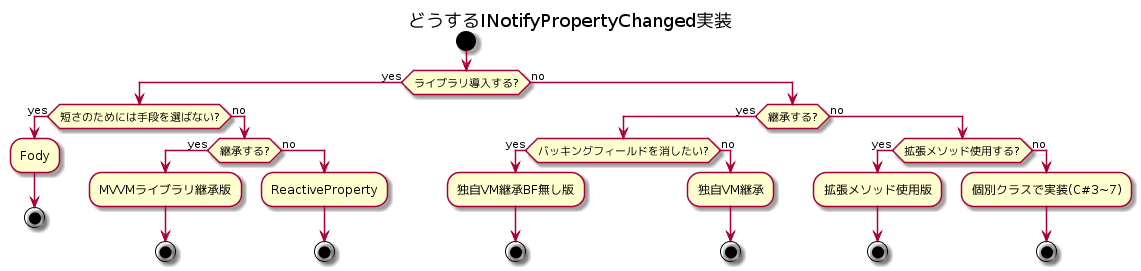 どうするINotifyPropertyChanged実装
ライブラリ導入する?
yes
no
短さのためには手段を選ばない?
yes
no
Fody
継承する?
yes
no
MVVMライブラリ継承版
ReactiveProperty
継承する?
yes
no
バッキングフィールドを消したい?
yes
no
独自VM継承BF無し版
独自VM継承
拡張メソッド使用する?
yes
no
拡張メソッド使用版
個別クラスで実装(C#3~7)